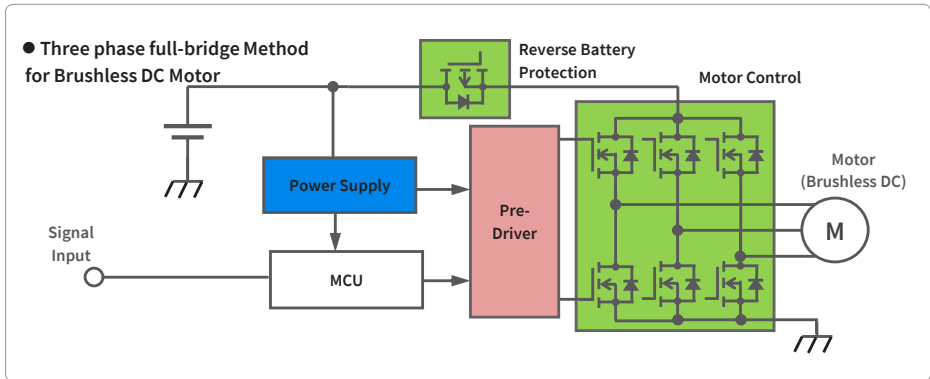 ● Three phase full-bridge Method
for Brushless DC Motor
Reverse Battery
Protection
Motor Control
Power Supply
Pre-
Driver
Motor
(Brushless DC)
M
Signal
Input
MCU